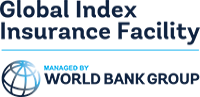 Global Index
Insurance Facility
MANAGED BY
WORLD BANK GROUP